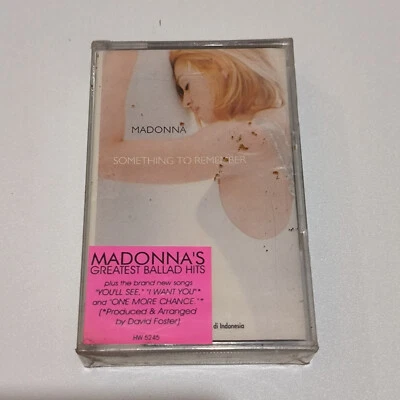 MADONNA
SOMETHING TO REMEMBER
MADONNA'S
GREATEST BALLAD HITS
plus the brand new songs
"YOU'LL SEE," "I WANT YOU"*
and "ONE MORE CHANCE."*
(*Produced & Arranged
by David Foster)
HW 5245
di Indonesia